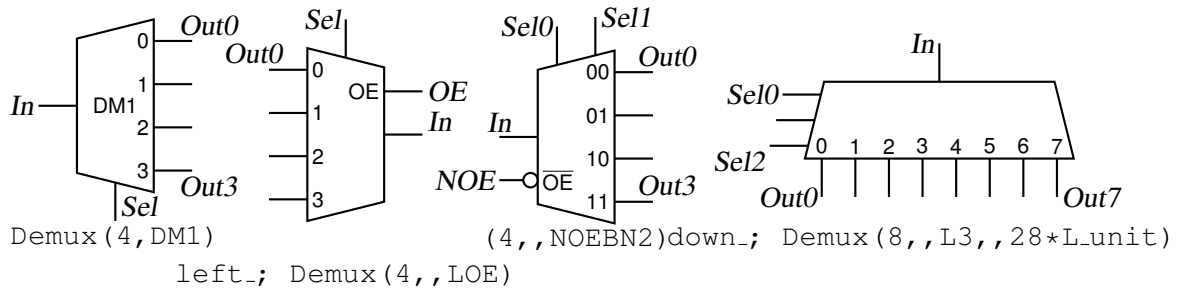 Sel
Sel0
Sel1
In
Out0
0
Out0
0
OE
OE
00
Out0
Sel0
1
In
DM1
1
In
In
01
2
2
10
Sel2
0 1 2 3 4 5 6 7
3
Out3
3
NOE
OE
11
Out3
Out0
Out7
Sel
Demux(4,DM1)
(4,,NOEBN2)down_; Demux(8,,L3,,28*L_unit)
left_; Demux(4,,LOE)